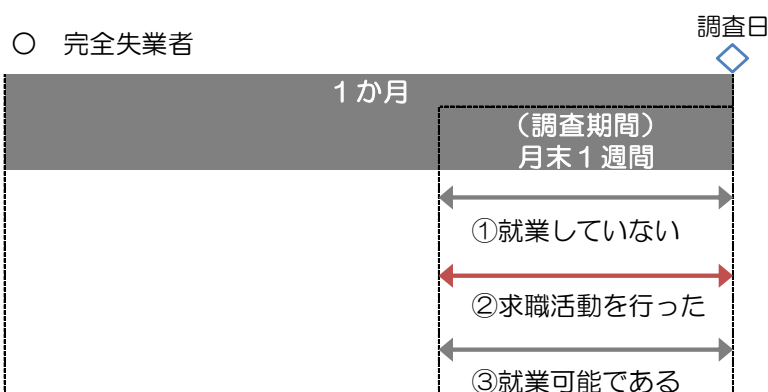 調査日
○ 完全失業者
１か月
（調査期間）
月末１週間
①就業していない
②求職活動を行った
③就業可能である